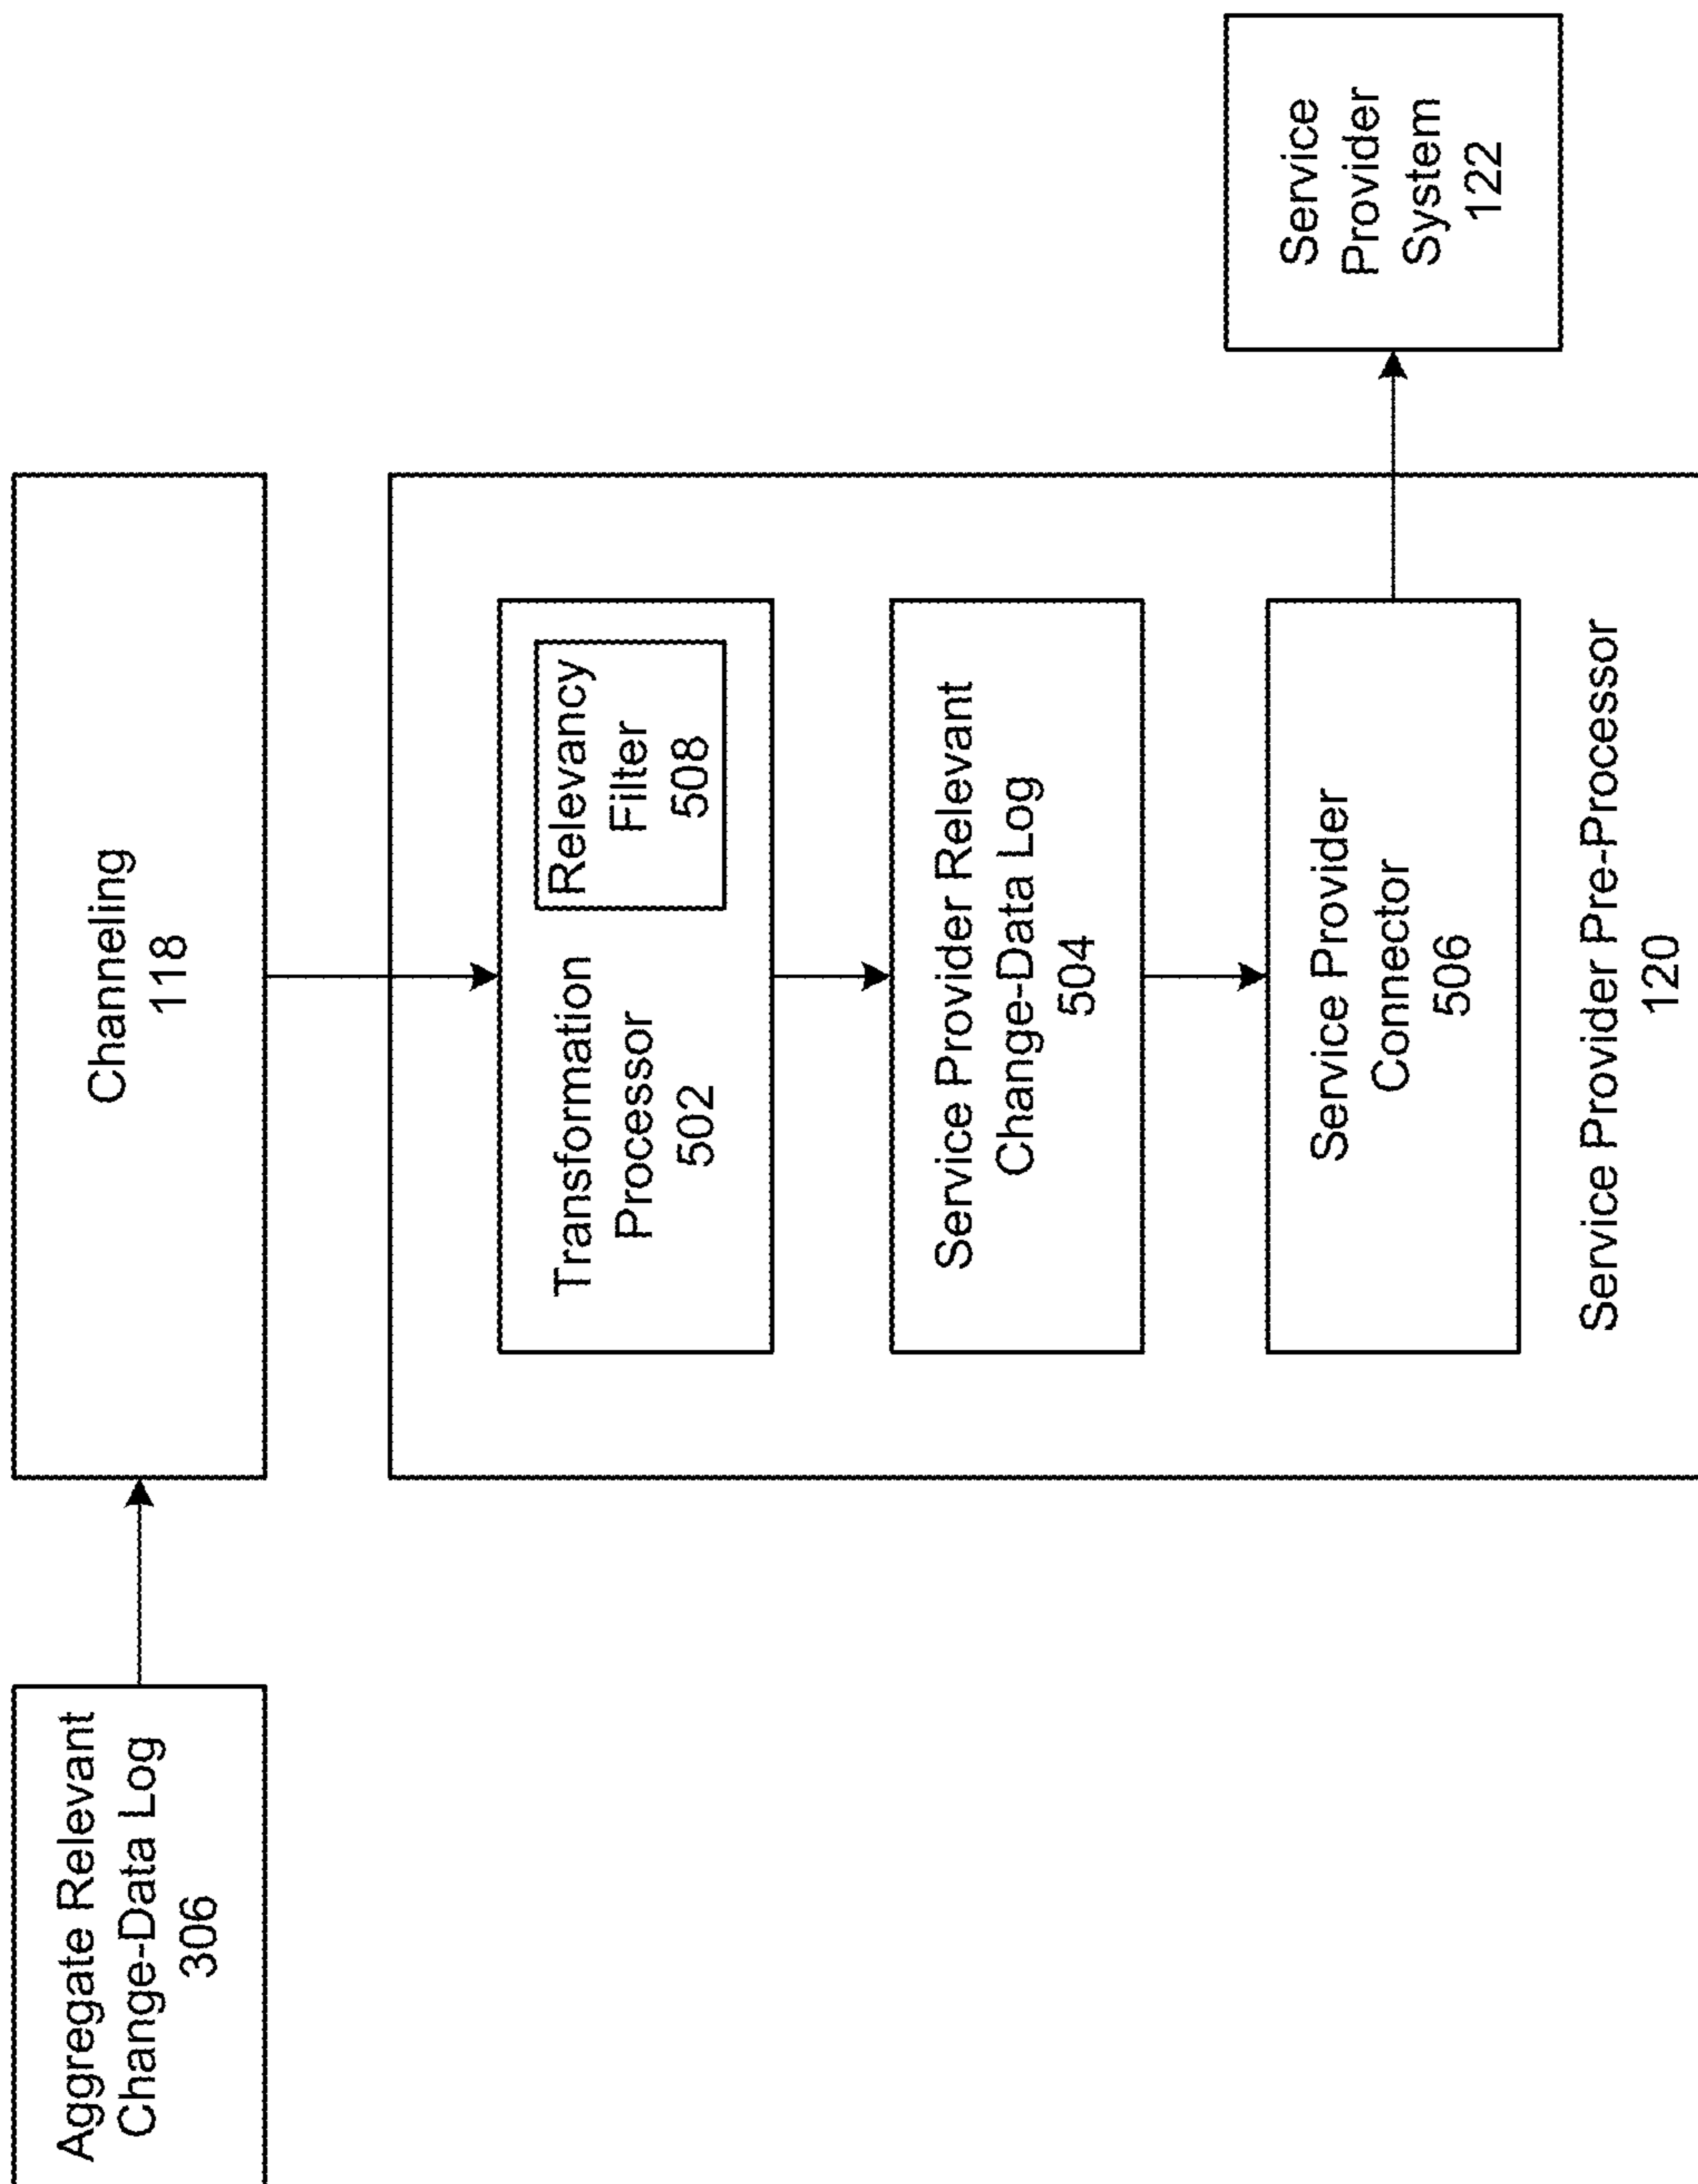 Aggregate Relevant
Change-Data Log
306
Channeling
118
Transformation
Processor
502
Relevancy
Filter
508
Service Provider Relevant
Change-Data Log
504
Service Provider
Connector
506
Service Provider Pre-Processor
120
Service
Provider
System
122